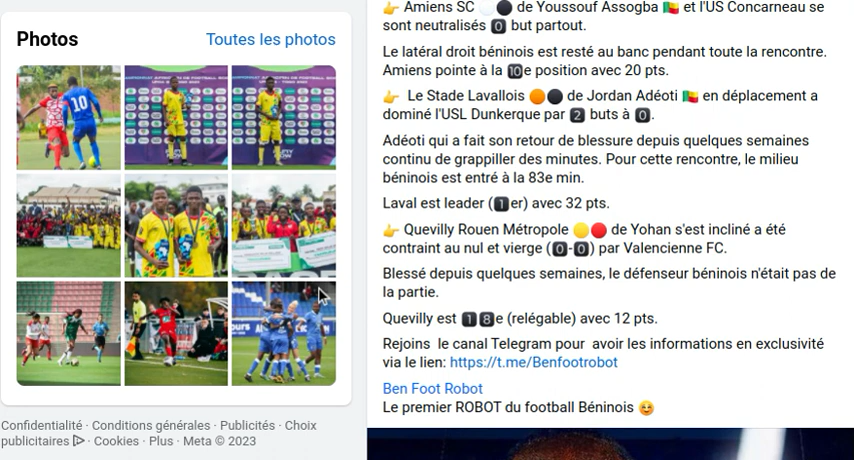 Photos
Toutes les photos
Confidentialité · Conditions générales · Publicités · Choix
publicitaires · Cookies · Plus · Meta © 2023
👉 Amiens SC ⚪⚫ de Youssouf Assogba 🇧🇯 et l'US Concarneau se
sont neutralisés 0️⃣ but partout.
Le latéral droit béninois est resté au banc pendant toute la rencontre.
Amiens pointe à la 🔟e position avec 20 pts.
👉 Le Stade Lavallois 🟠⚫ de Jordan Adéoti 🇧🇯 en déplacement a
dominé l'USL Dunkerque par 2️⃣ buts à 0️⃣.
Adéoti qui a fait son retour de blessure depuis quelques semaines
continu de grappiller des minutes. Pour cette rencontre, le milieu
béninois est entré à la 83e min.
Laval est leader (1️⃣er) avec 32 pts.
👉 Quevilly Rouen Métropole 🟡🔴 de Yohan s'est incliné a été
contraint au nul et vierge (0️⃣-0️⃣) par Valencienne FC.
Blessé depuis quelques semaines, le défenseur béninois n'était pas de
la partie.
Quevilly est 1️⃣8️⃣e (relégable) avec 12 pts.
Rejoins le canal Telegram pour avoir les informations en exclusivité
via le lien: https://t.me/Benfootrobot
Ben Foot Robot
Le premier ROBOT du football Béninois 😊